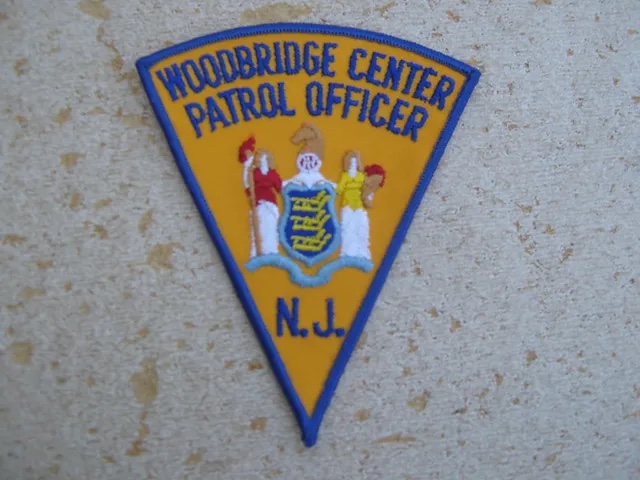 WOODBRIDGE CENTER
PATROL OFFICER
N.J.